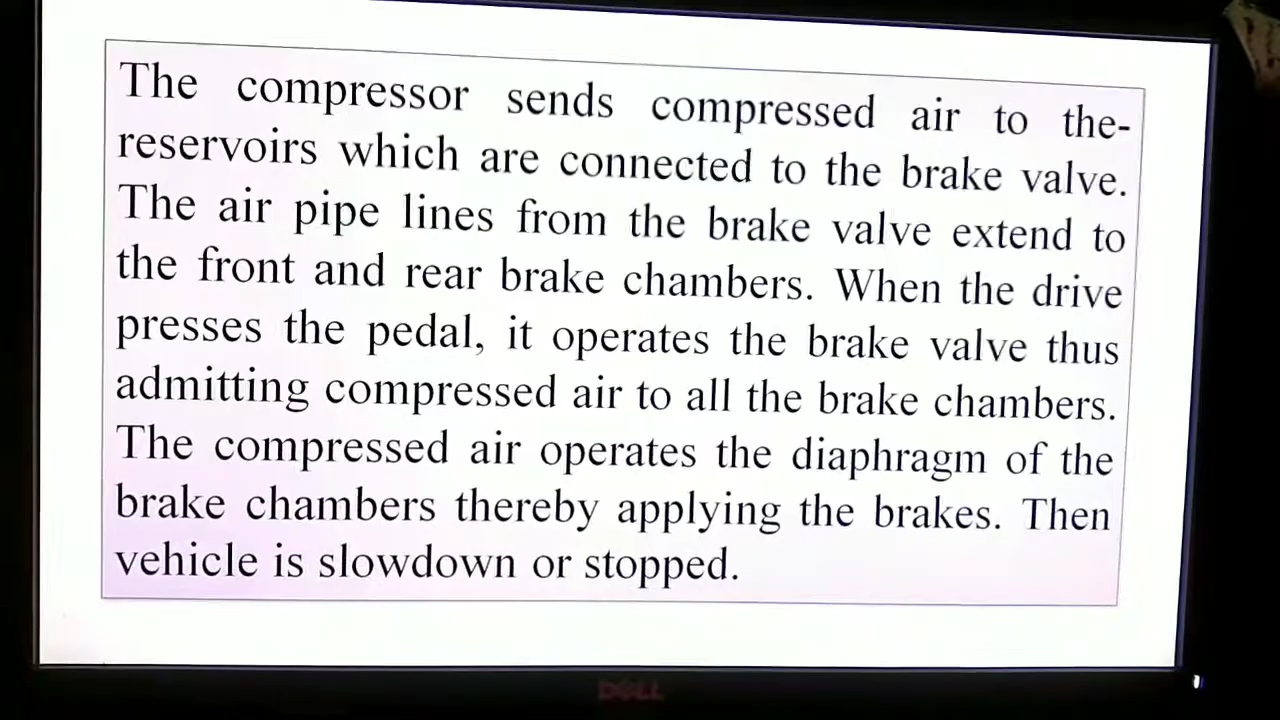 The compressor sends compressed air to the-
reservoirs which are connected to the brake valve.
The air pipe lines from the brake valve extend to
the front and rear brake chambers. When the drive
presses the pedal, it operates the brake valve thus
admitting compressed air to all the brake chambers.
The compressed air operates the diaphragm of the
brake chambers thereby applying the brakes. Then
vehicle is slowdown or stopped.
DELL